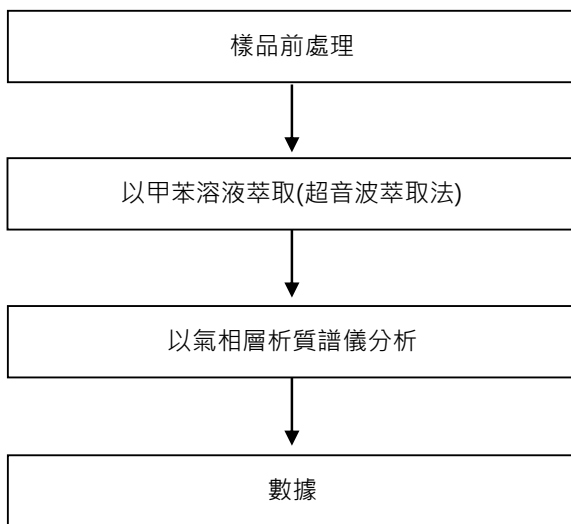 樣品前處理
以甲苯溶液萃取(超音波萃取法)
以氣相層析質譜儀分析
數據